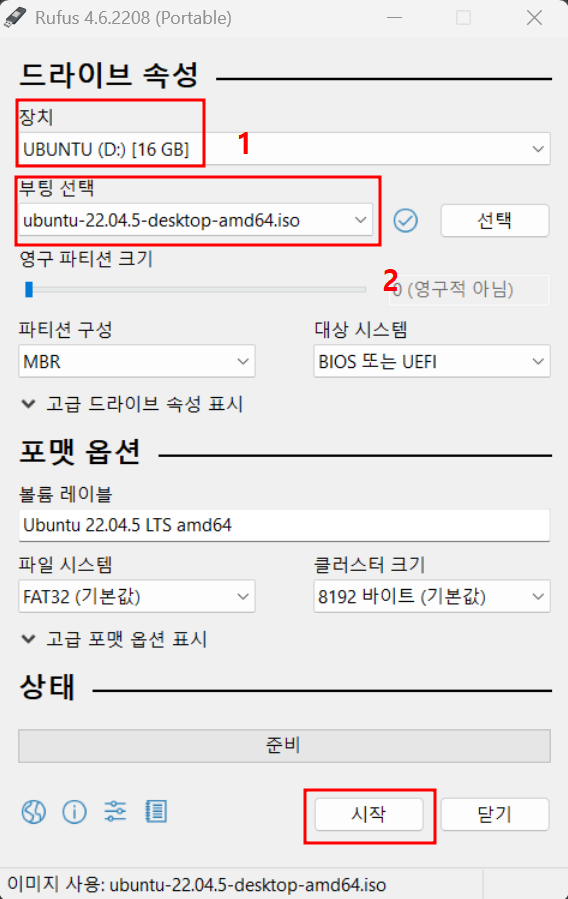 Rufus 4.6.2208 (Portable)
드라이브 속성
장치
UBUNTU (D:) [16 GB]
1
부팅 선택
ubuntu-22.04.5-desktop-amd64.iso
선택
영구 파티션 크기
2
0 (영구적 아님)
파티션 구성
대상 시스템
MBR
BIOS 또는 UEFI
고급 드라이브 속성 표시
포맷 옵션
볼륨 레이블
Ubuntu 22.04.5 LTS amd64
파일 시스템
클러스터 크기
FAT32 (기본값)
8192 바이트 (기본값)
고급 포맷 옵션 표시
상태
준비
시작
닫기
이미지 사용: ubuntu-22.04.5-desktop-amd64.iso